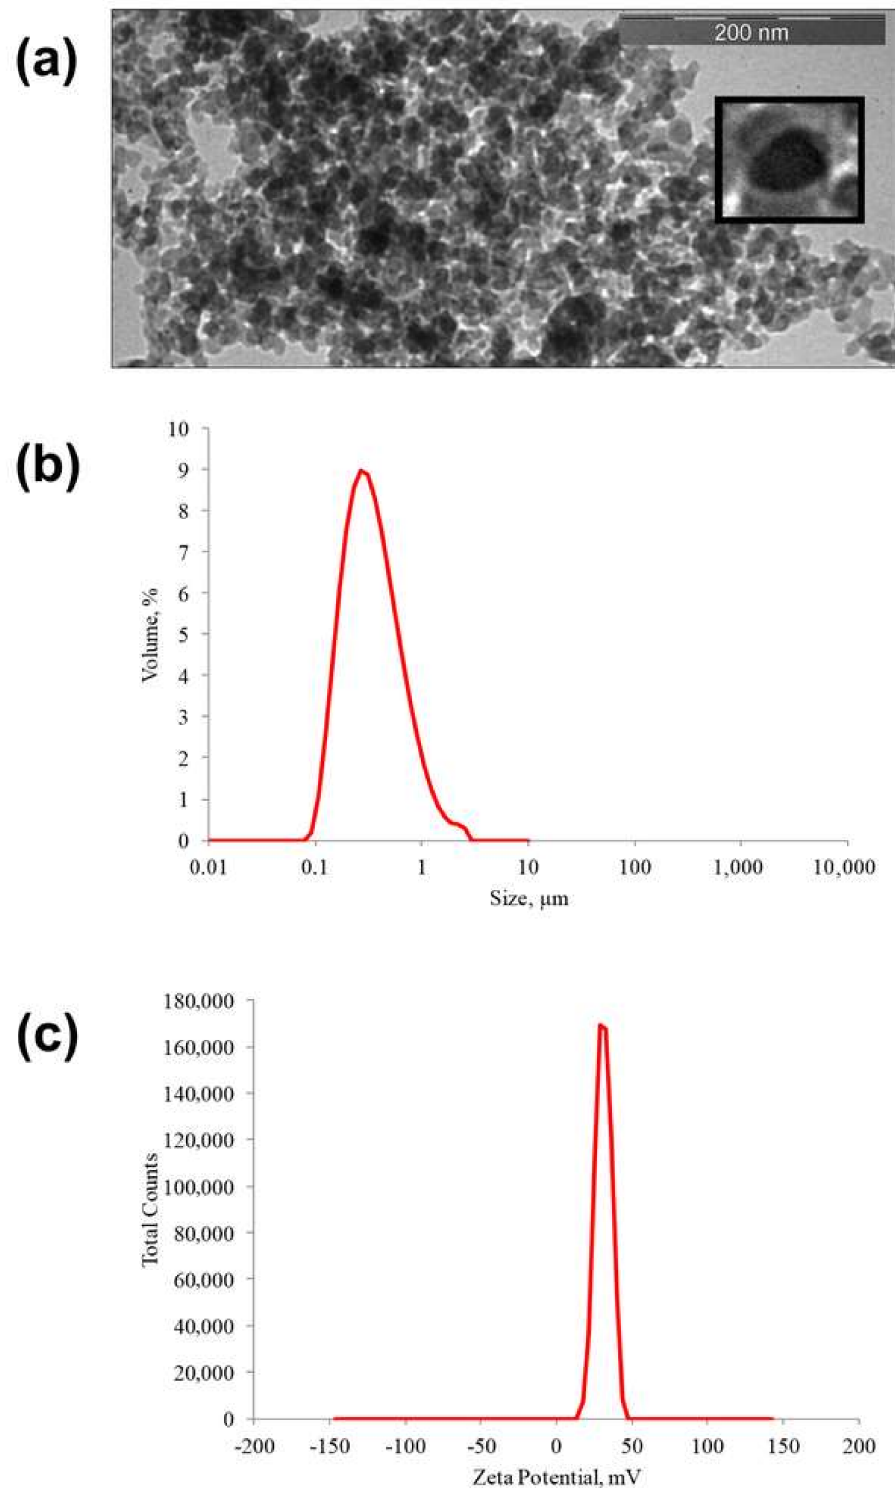 (a)
200 nm
(b)
10
9
8
7
6
5
4
3
2
1
0
Volume, %
0.01 0.1 1 10 100 1,000 10,000
Size, µm
(c)
180,000
160,000
140,000
120,000
100,000
80,000
60,000
40,000
20,000
0
Total Counts
-200 -150 -100 -50 0 50 100 150 200
Zeta Potential, mV